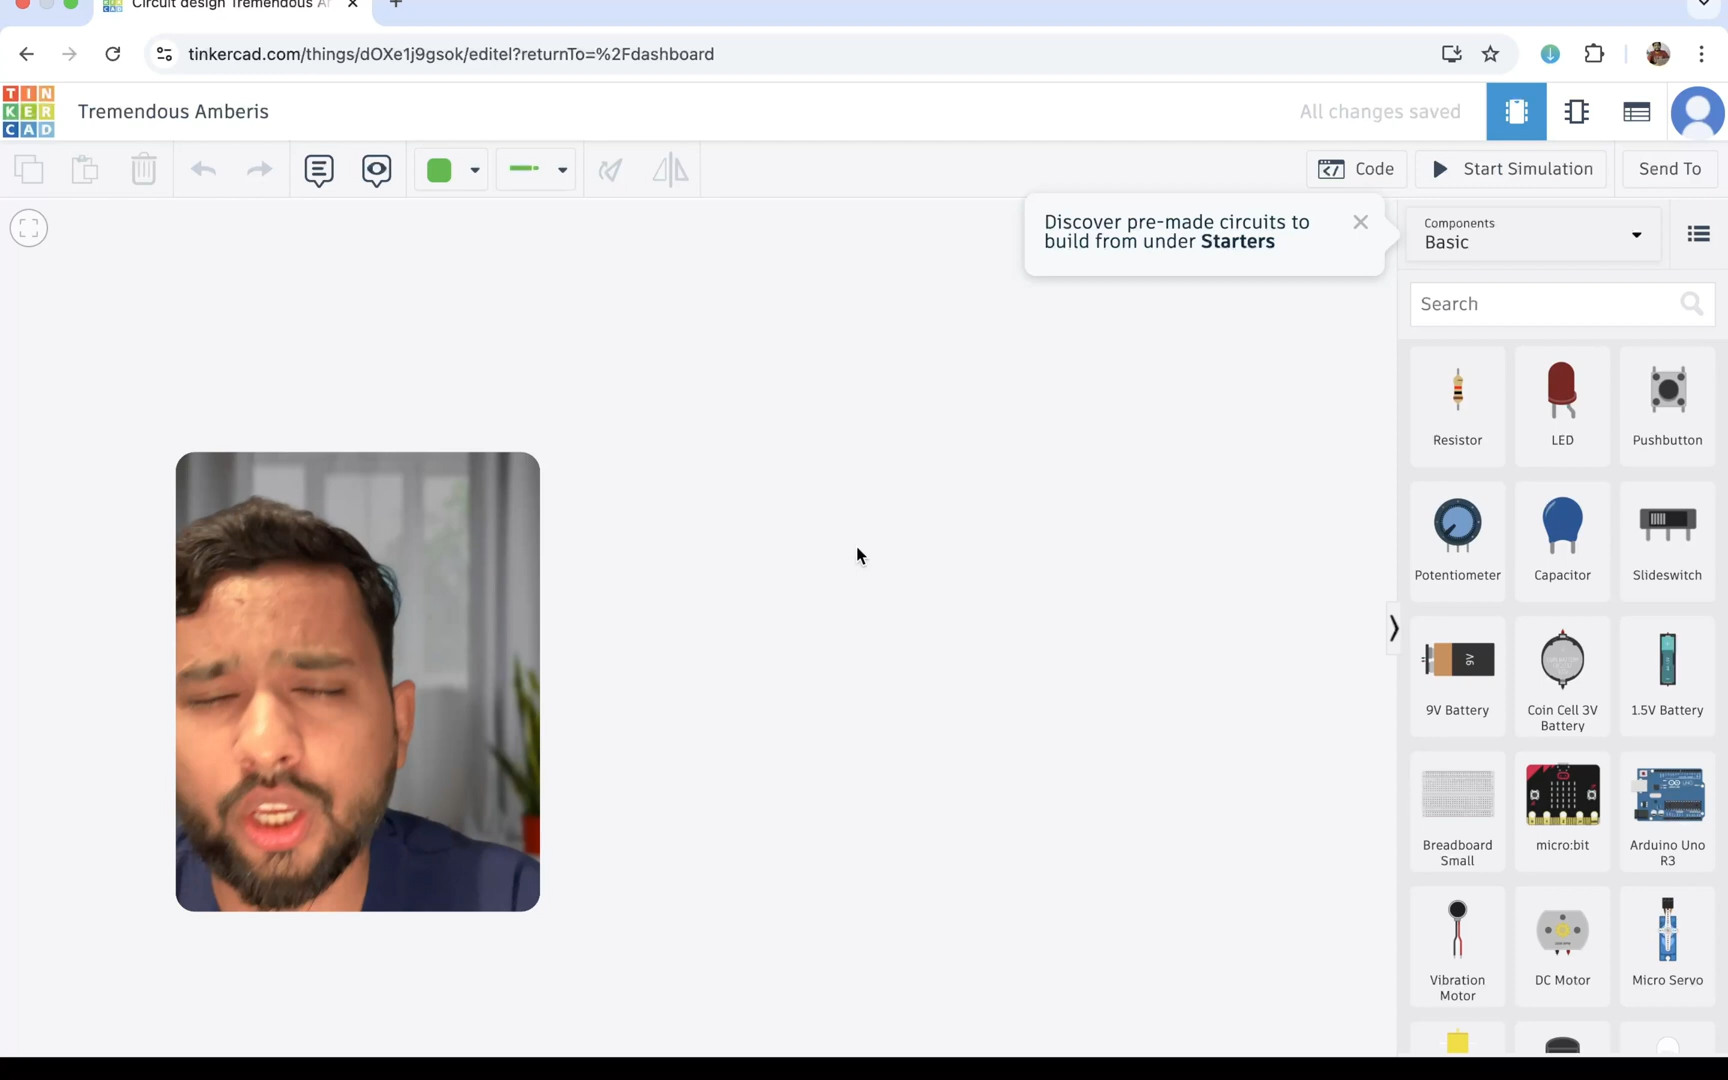 Circuit design Tremendous Am
tinkercad.com/things/dOXe1j9gsok/editel?returnTo=%2Fdashboard
TIN
KER
CAD
Tremendous Amberis
All changes saved
Code
Start Simulation
Send To
Discover pre-made circuits to
build from under Starters
Components
Basic
Search
Resistor
LED
Pushbutton
Potentiometer
Capacitor
Slideswitch
9V
9V Battery
Coin Cell 3V
Battery
1.5V Battery
Breadboard
Small
micro:bit
Arduino Uno
R3
Vibration
Motor
DC Motor
Micro Servo